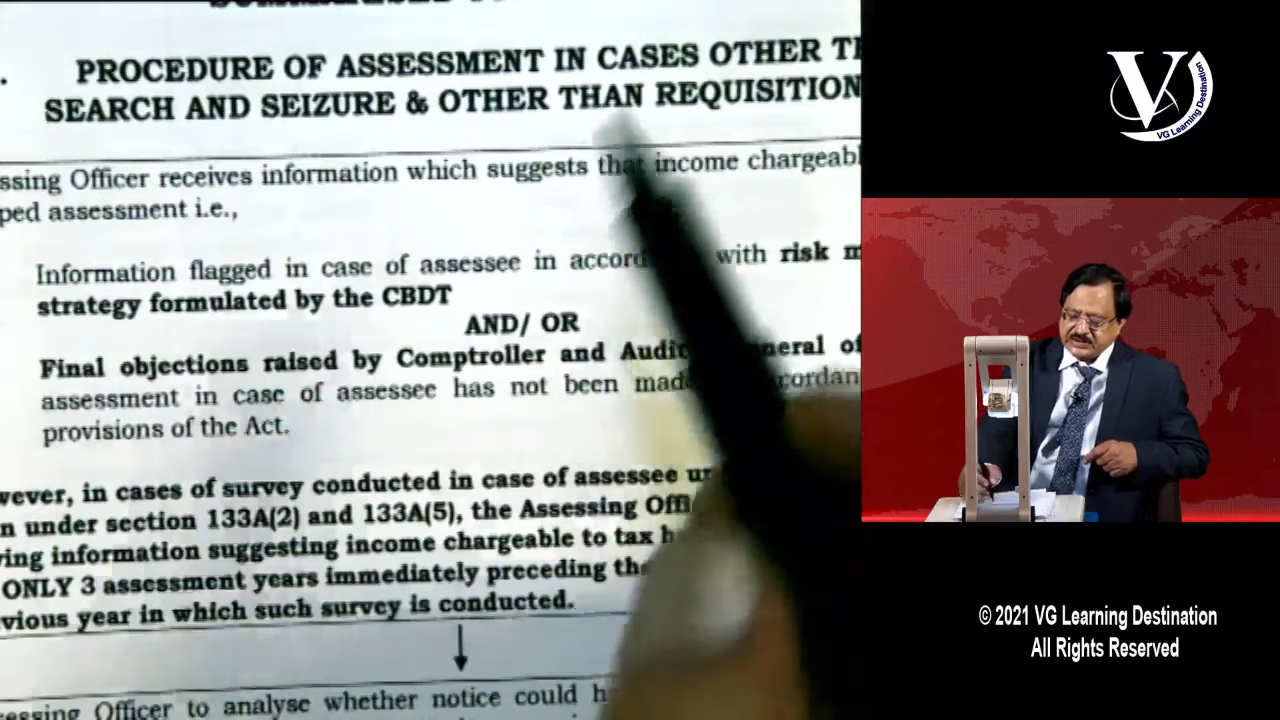 PROCEDURE OF ASSESSMENT IN CASES OTHER
SEARCH AND SEIZURE & OTHER THAN REQUISITION
ssing Officer receives information which suggests that income chargeabl
ped assessment i.e.,
Information flagged in case of assessee in accord with risk m
strategy formulated by the CBDT
AND/ OR
Final objections raised by Comptroller and Audi neral of
assessment in case of assessee has not been made cordan
provisions of the Act.
wever, in cases of survey conducted in case of assessee
n under section 133A(2) and 133A(5), the Assessing Offi
ving information suggesting income chargeable to tax
ONLY 3 assessment years immediately preceding the
vious year in which such survey is conducted.
essing Officer to analyse whether notice could
V
VG Learning Destination
© 2021 VG Learning Destination
All Rights Reserved